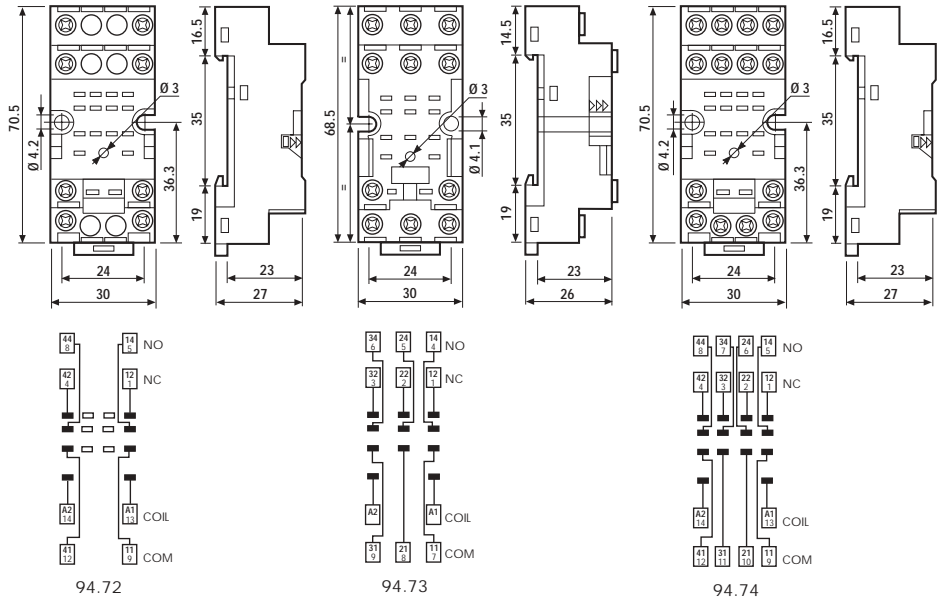 70.5
Ø 4.2
Ø 3
36.3
24
30
16.5
35
19
23
27
68.5
=
=
Ø 3
Ø 4.1
24
30
14.5
35
19
23
26
70.5
Ø 4.2
Ø 3
36.3
24
30
16.5
35
19
23
27
44 8
14 5
NO
42 4
12 1
NC
A2 14
A1 13
COIL
41 12
11 9
COM
94.72
34 6
24 5
14 4
NO
32 3
22 2
12 1
NC
A2
A1
COIL
31 9
21 8
11 7
COM
94.73
44 8
34 7
24 6
14 5
NO
42 4
32 3
22 2
12 1
NC
A2 14
A1 13
COIL
41 12
31 11
21 10
11 9
COM
94.74